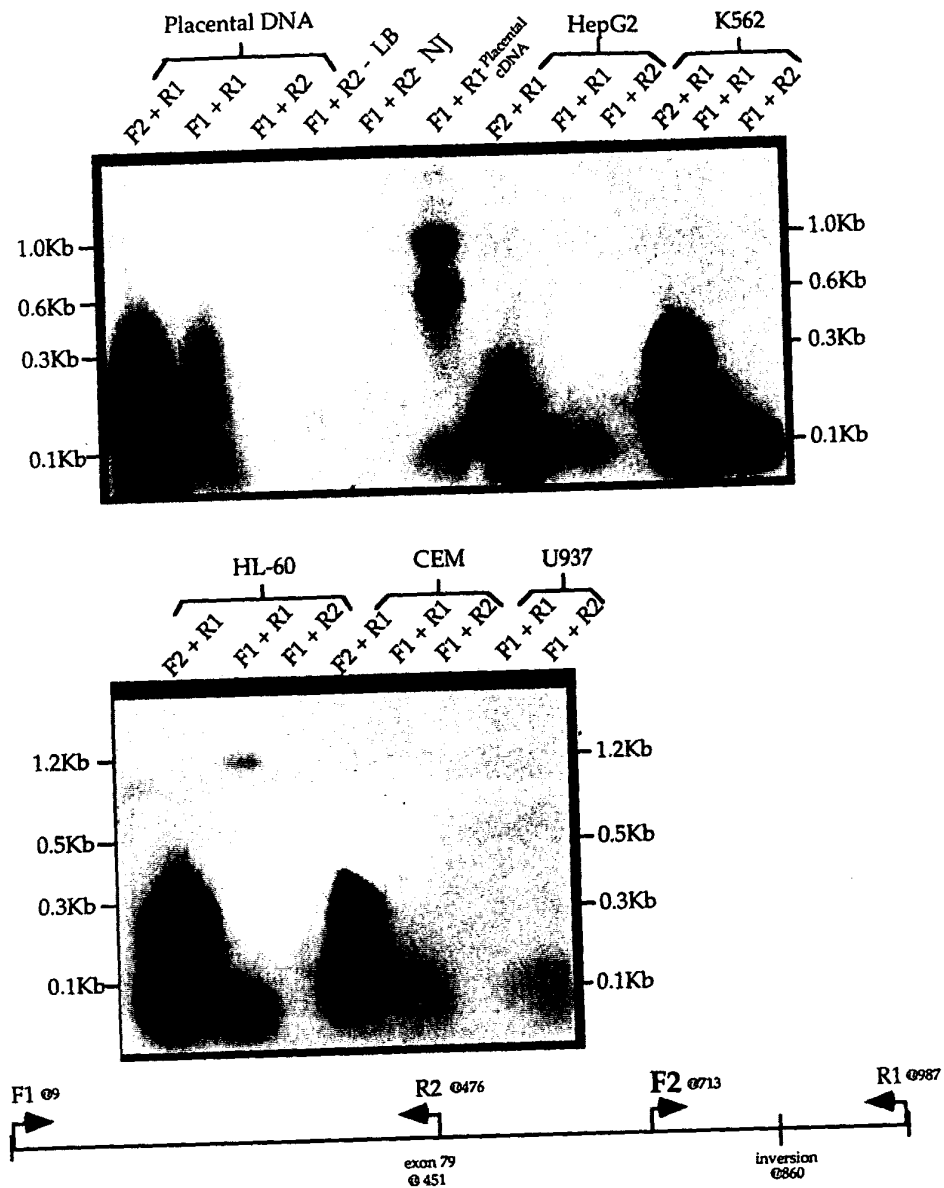 Placental DNA
HepG2
K562
F2 + R1
F1 + R1
F1 + R2
F1 + R2 - LB
F1 + R2 - NJ
F1 + R1 Placental cDNA
F2 + R1
F1 + R1
F1 + R2
F2 + R1
F1 + R1
F1 + R2
1.0Kb
0.6Kb
0.3Kb
0.1Kb
1.0Kb
0.6Kb
0.3Kb
0.1Kb
HL-60
CEM
U937
F2 + R1
F1 + R1
F1 + R2
F2 + R1
F1 + R1
F1 + R2
F1 + R1
F1 + R2
1.2Kb
0.5Kb
0.3Kb
0.1Kb
1.2Kb
0.5Kb
0.3Kb
0.1Kb
F1 @9
R2 @476
F2 @713
R1 @987
exon 79
@ 451
inversion
@860